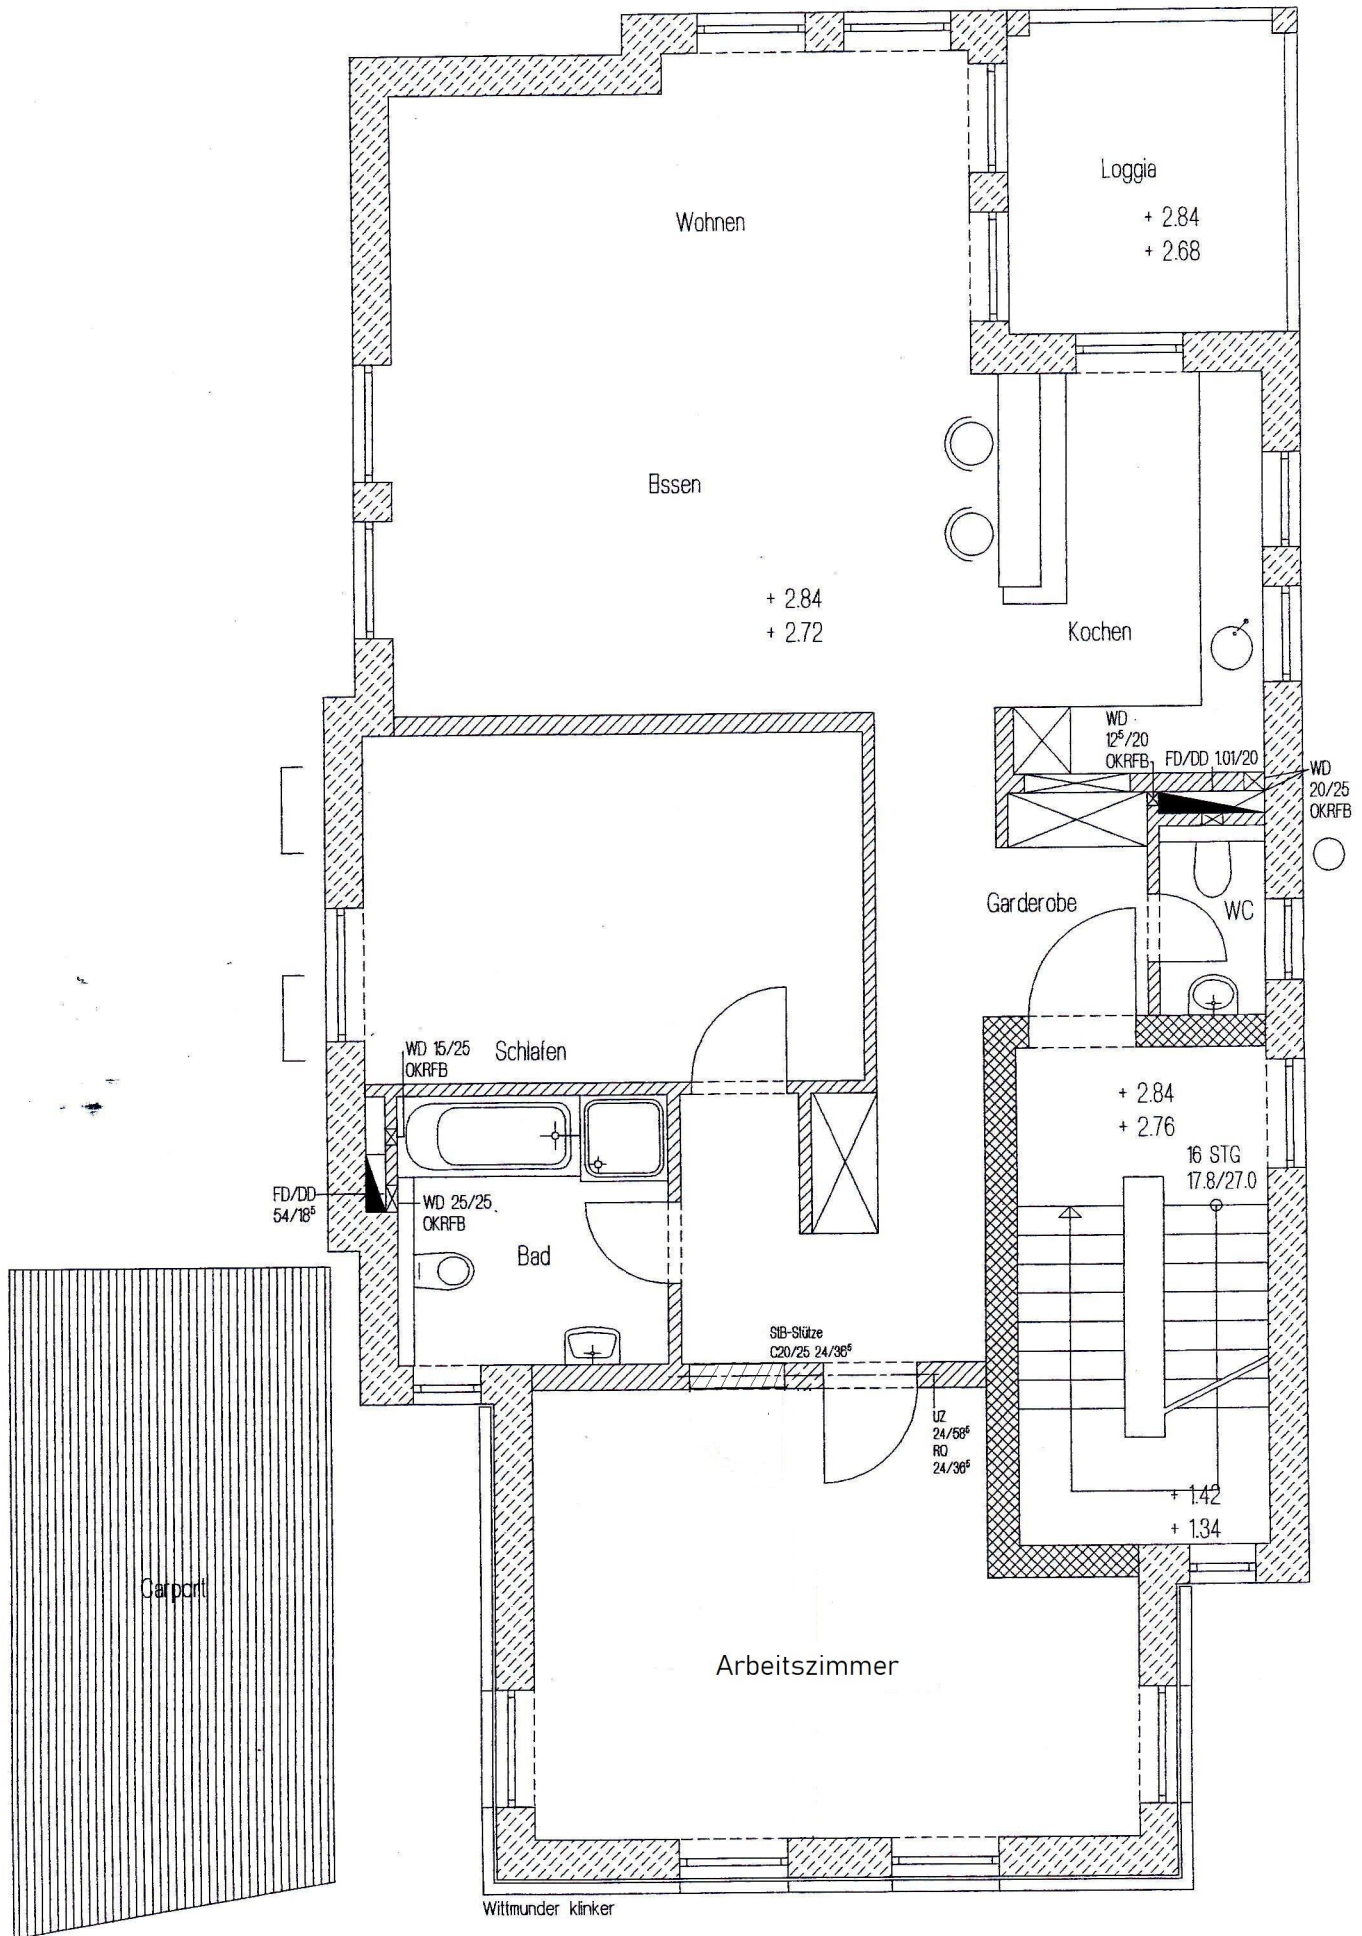 Loggia
+ 2.84
+ 2.68
Wohnen
Essen
+ 2.84
+ 2.72
Kochen
WD
12⁵/20
OKRFB
FD/DD 1.01/20
WD
20/25
OKRFB
Garderobe
WC
WD 15/25
OKRFB
Schlafen
+ 2.84
+ 2.76
16 STG
17.8/27.0
FD/DD
54/18⁵
WD 25/25
OKRFB
Bad
StB-Stütze
C20/25 24/36⁵
UZ
24/58⁵
RQ
24/36⁵
+ 1.42
+ 1.34
Carport
Arbeitszimmer
Wittmunder klinker